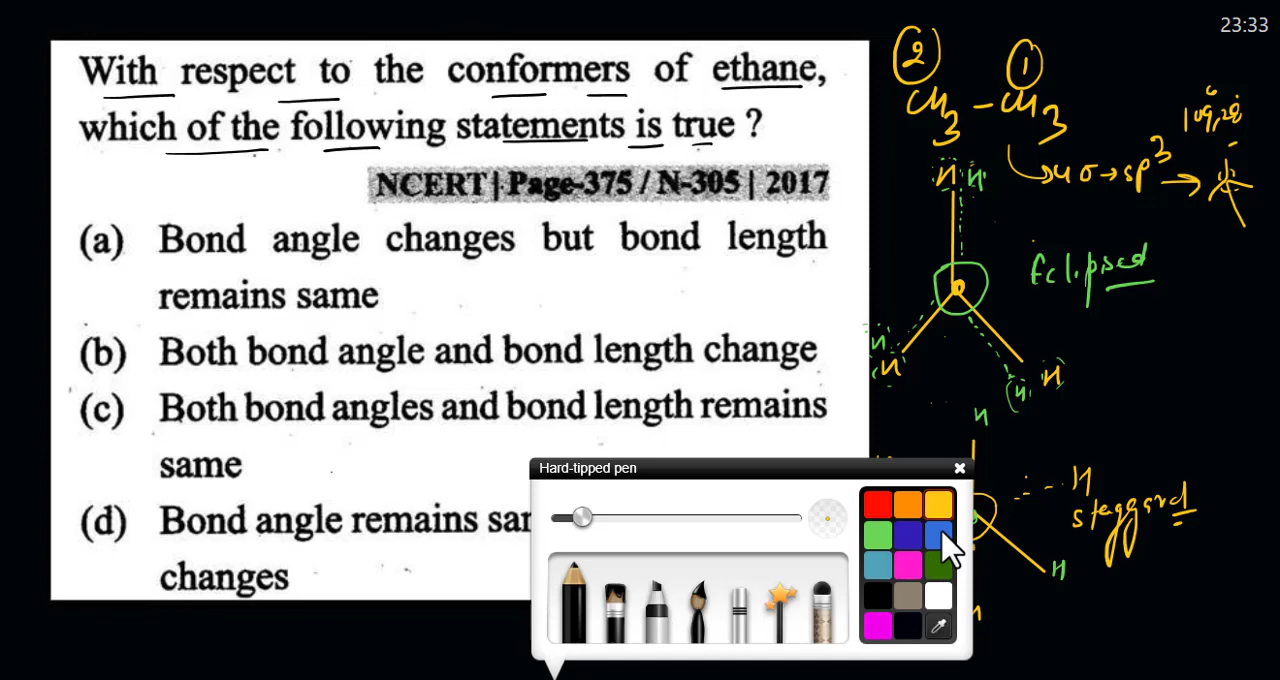 23:33
With respect to the conformers of ethane,
which of the following statements is true ?
NCERT | Page-375 / N-305 | 2017
(a) Bond angle changes but bond length
remains same
(b) Both bond angle and bond length change
(c) Both bond angles and bond length remains
same
(d) Bond angle remains sam
changes
Hard-tipped pen
2 1
CH3 - CH3
109.28
4σ → sp3 →
H H
Eclipsed
H
H
H
H
H
H
staggard
H